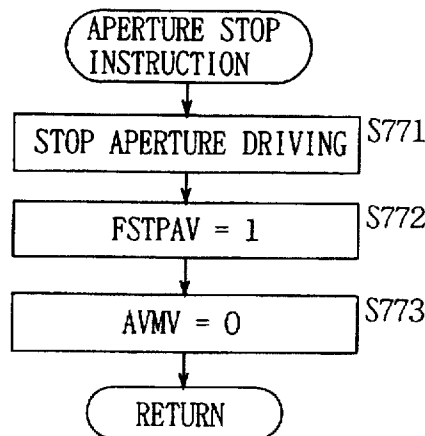 APERTURE STOP
INSTRUCTION
STOP APERTURE DRIVING
S771
FSTPAV = 1
S772
AVMV = 0
S773
RETURN